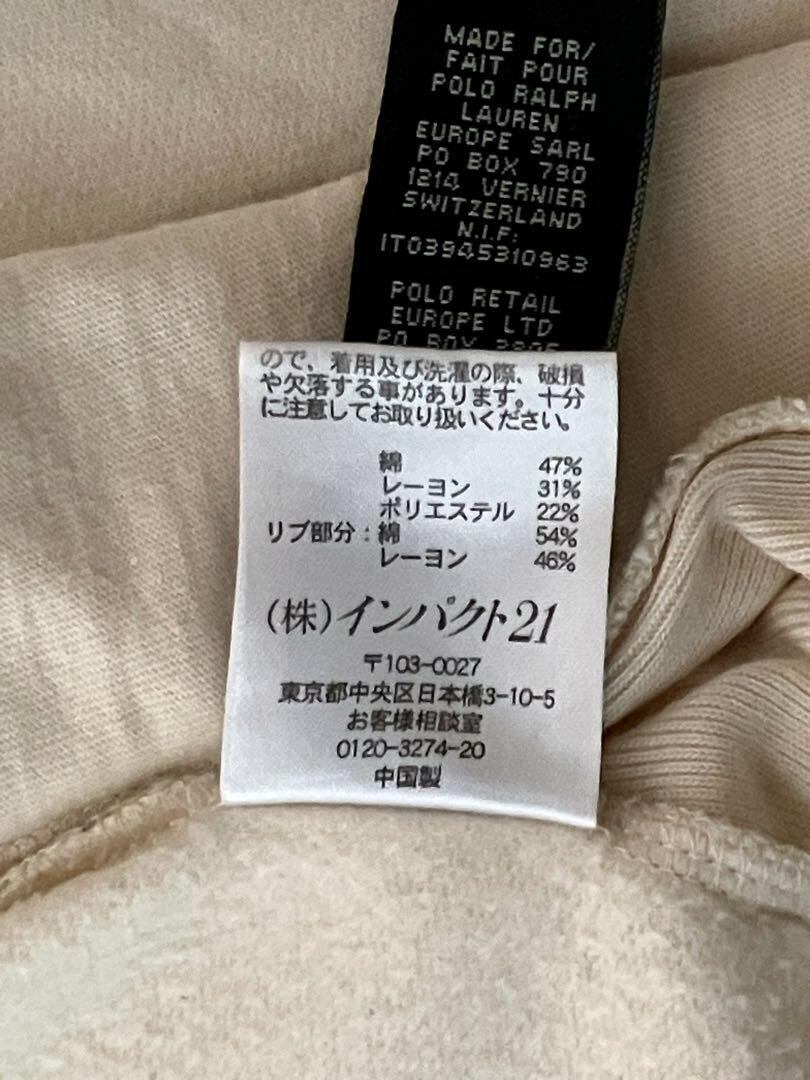 MADE FOR/
FAIT POUR
POLO RALPH
LAUREN
EUROPE SARL
PO BOX 790
1214 VERNIER
SWITZERLAND
N.I.F:
IT03945310963
POLO RETAIL
EUROPE LTD
PO BOX
ので、着用及び洗濯の際、破損
や欠落する事があります。十分
に注意してお取り扱いください。
綿 47%
レーヨン 31%
ポリエステル 22%
リブ部分：綿 54%
レーヨン 46%
(株)インパクト21
〒103-0027
東京都中央区日本橋3-10-5
お客様相談室
0120-3274-20
中国製